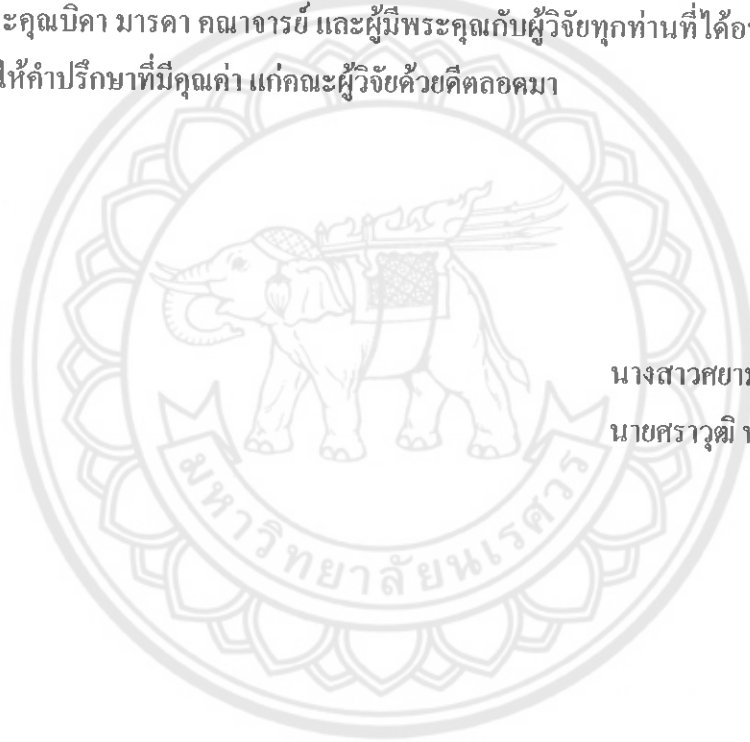 ะคุณบิดา มารดา คณาจารย์ และผู้มีพระคุณกับผู้วิจัยทุกท่านที่ได้อ
ให้คำปรึกษาที่มีคุณค่า แก่คณะผู้วิจัยด้วยดีตลอดมา
นางสาวศยาม
นายศราวุฒิ
มหาวิทยาลัยนเรศวร